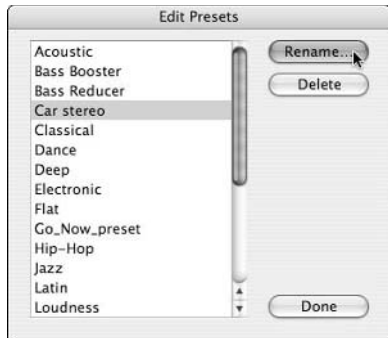 Edit Presets
Acoustic
Bass Booster
Bass Reducer
Car stereo
Classical
Dance
Deep
Electronic
Flat
Go_Now_preset
Hip-Hop
Jazz
Latin
Loudness
Rename...
Delete
Done